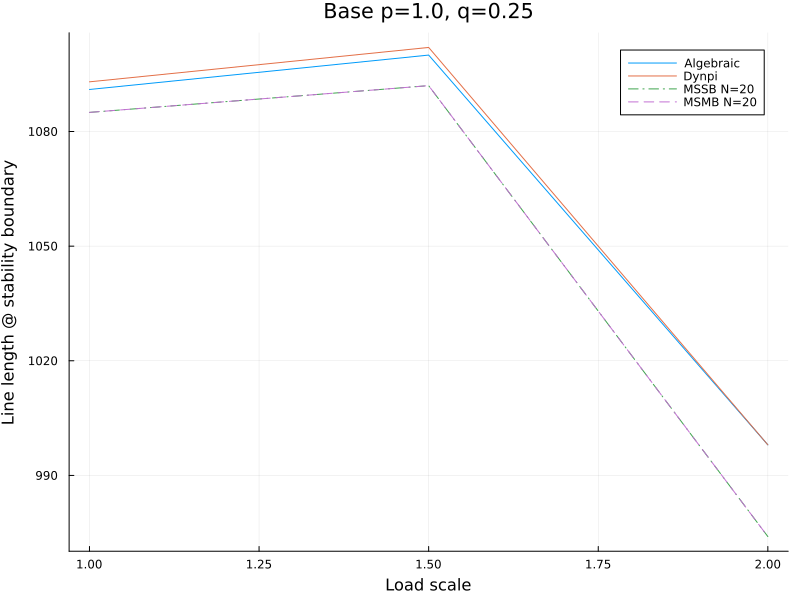 Base p=1.0, q=0.25
Algebraic
Dynpi
MSSB N=20
MSMB N=20
Line length @ stability boundary
1080
1050
1020
990
1.00 1.25 1.50 1.75 2.00
Load scale